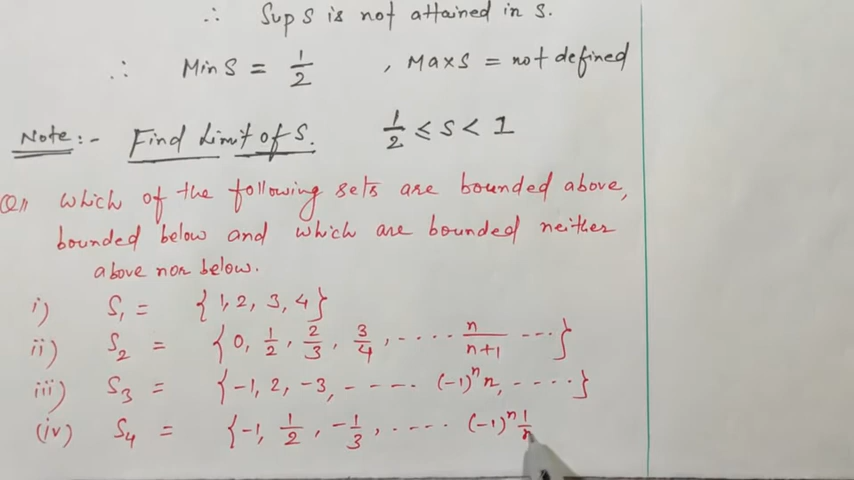 ∴ Sup S is not attained in S.
∴ Min S = 1/2 , Max S = not defined
Note:- Find Limit of S. 1/2 ≤ S < 1
Q11 Which of the following sets are bounded above,
bounded below and which are bounded neither
above nor below.
i) S₁ = {1, 2, 3, 4}
ii) S₂ = {0, 1/2, 2/3, 3/4, ..... n/n+1 ....}
iii) S₃ = {-1, 2, -3, ...... (-1)ⁿ n, .....}
(iv) S₄ = {-1, 1/2, -1/3, ..... (-1)ⁿ 1/n